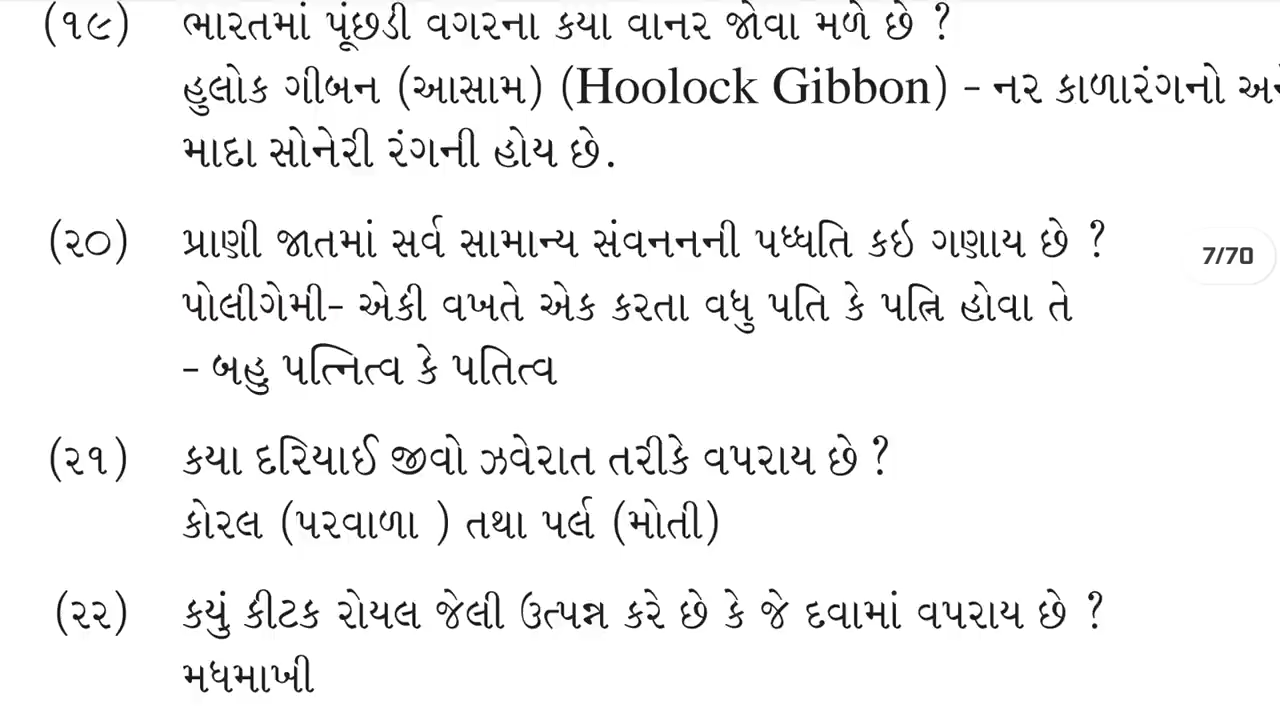 (૧૯) ભારતમાં પૂંછડી વગરના કયા વાનર જોવા મળે છે ?
હુલોક ગીબન (આસામ) (Hoolock Gibbon) - નર કાળારંગનો
માદા સોનેરી રંગની હોય છે.
(૨૦) પ્રાણી જાતમાં સર્વ સામાન્ય સંવનનની પધ્ધતિ કઇ ગણાય છે ?
7/70
પોલીગેમી- એકી વખતે એક કરતા વધુ પતિ કે પત્નિ હોવા તે
- બહુ પત્નિત્વ કે પતિત્વ
(૨૧) કયા દરિયાઈ જીવો ઝવેરાત તરીકે વપરાય છે ?
કોરલ (પરવાળા ) તથા પર્લ (મોતી)
(૨૨) કયું કીટક રોયલ જેલી ઉત્પન્ન કરે છે કે જે દવામાં વપરાય છે ?
મધમાખી